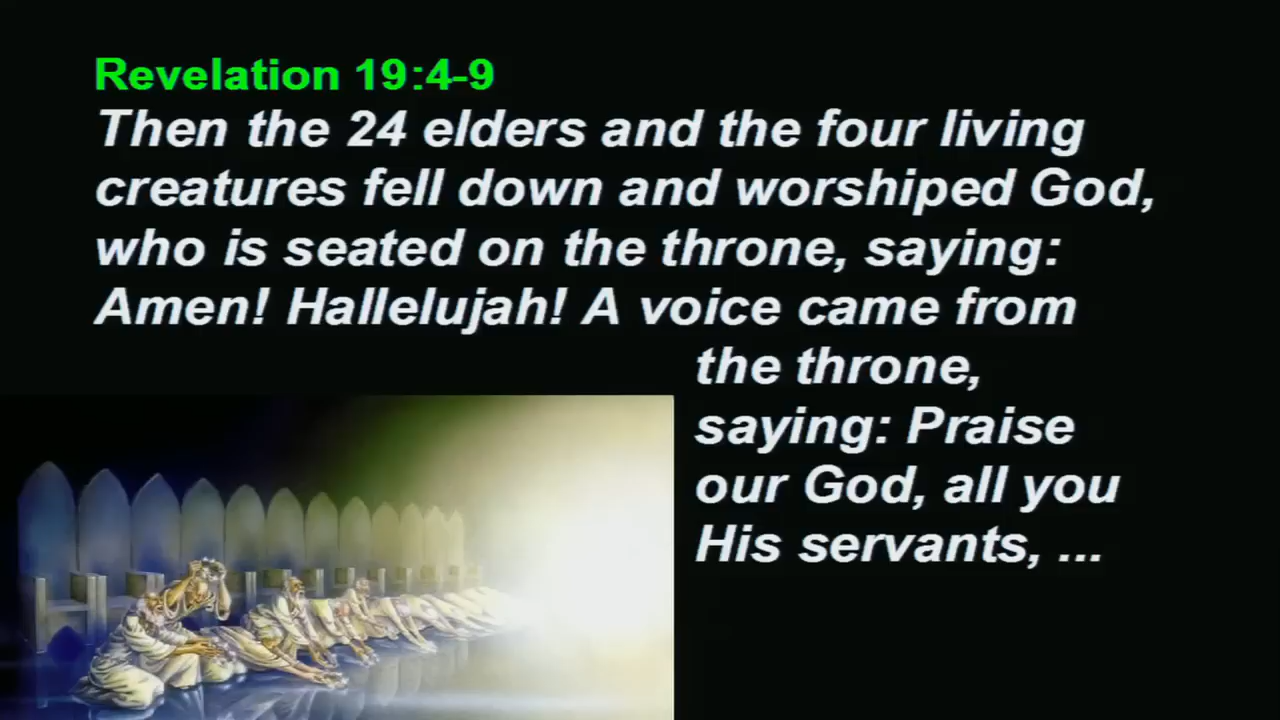 Revelation 19:4-9
Then the 24 elders and the four living
creatures fell down and worshiped God,
who is seated on the throne, saying:
Amen! Hallelujah! A voice came from
the throne,
saying: Praise
our God, all you
His servants, ...